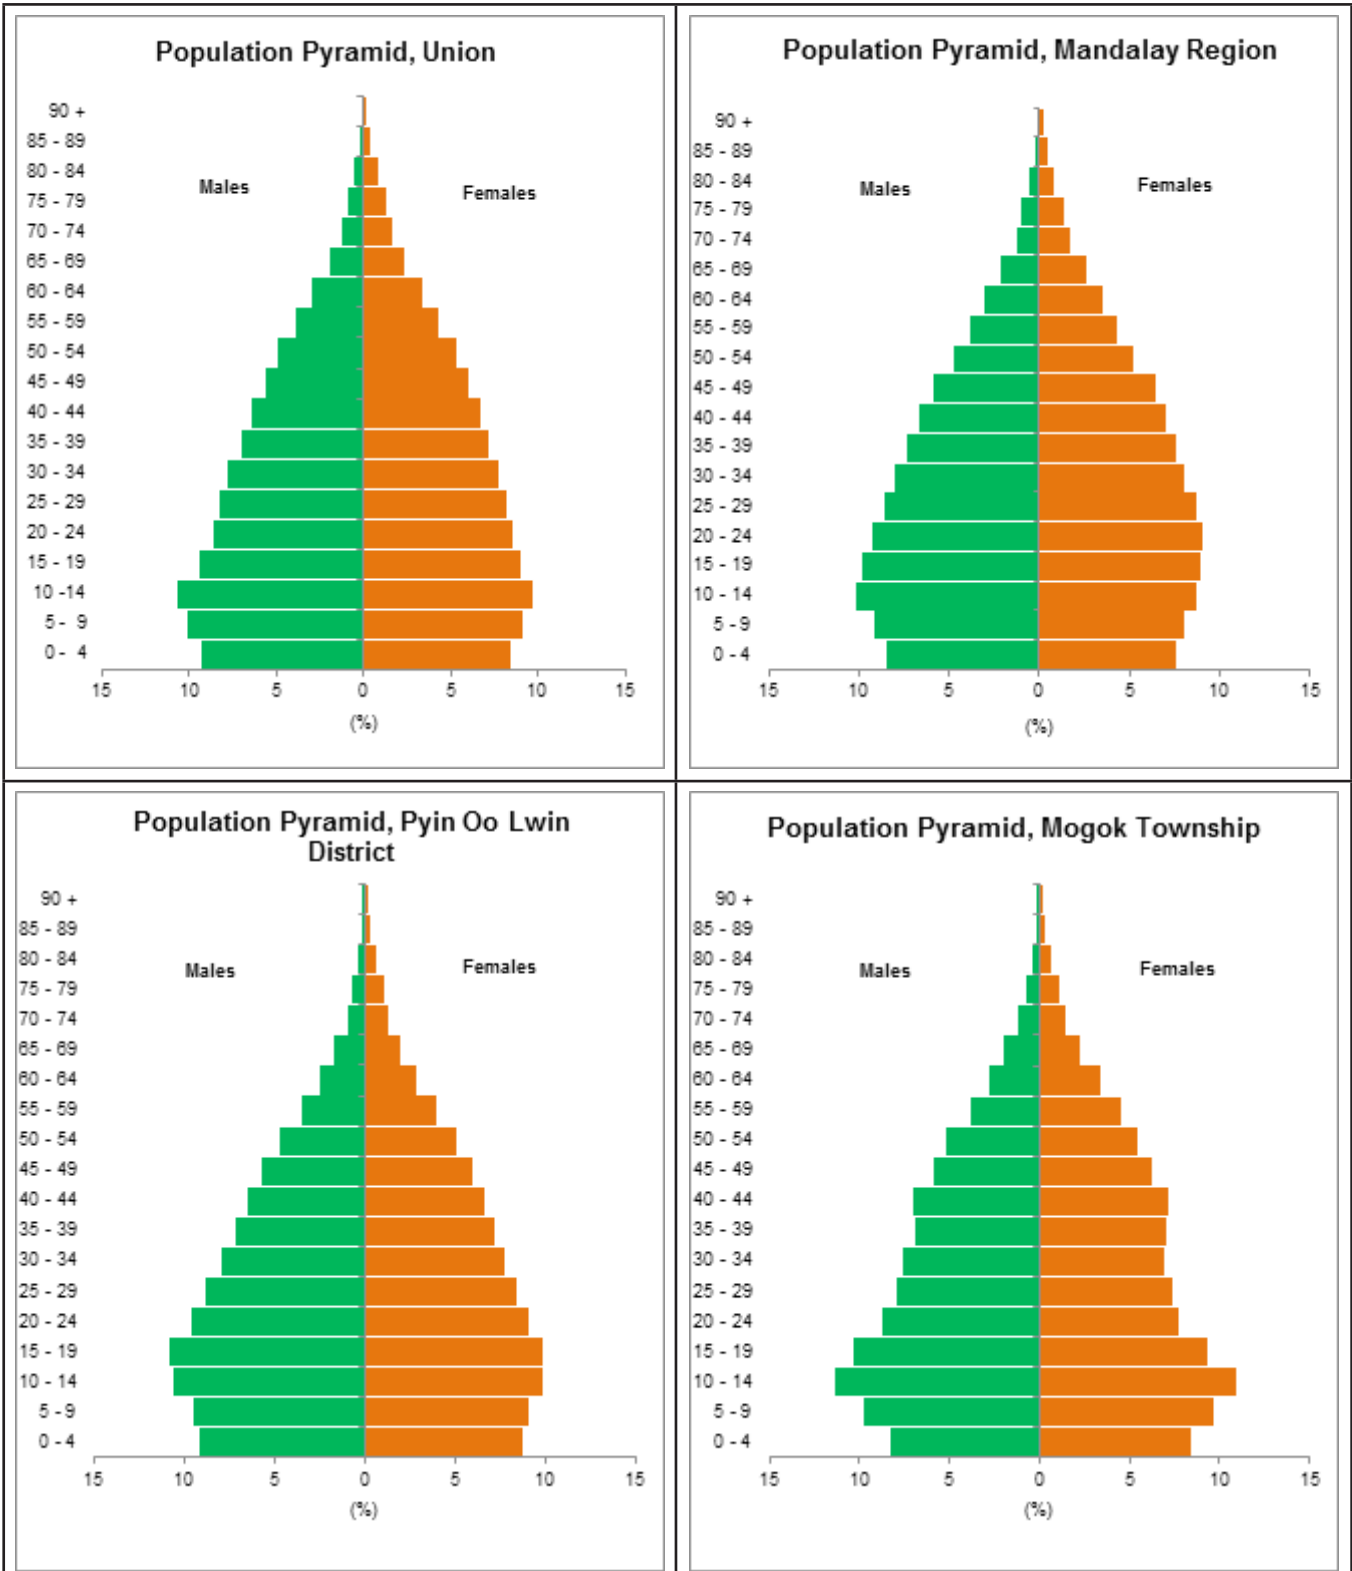 Population Pyramid, Union
90 +
85 - 89
80 - 84
75 - 79
70 - 74
65 - 69
60 - 64
55 - 59
50 - 54
45 - 49
40 - 44
35 - 39
30 - 34
25 - 29
20 - 24
15 - 19
10 -14
5 - 9
0 - 4
Males
Females
15 10 5 0 5 10 15
(%)
Population Pyramid, Mandalay Region
90 +
85 - 89
80 - 84
75 - 79
70 - 74
65 - 69
60 - 64
55 - 59
50 - 54
45 - 49
40 - 44
35 - 39
30 - 34
25 - 29
20 - 24
15 - 19
10 - 14
5 - 9
0 - 4
Males
Females
15 10 5 0 5 10 15
(%)
Population Pyramid, Pyin Oo Lwin
District
90 +
85 - 89
80 - 84
75 - 79
70 - 74
65 - 69
60 - 64
55 - 59
50 - 54
45 - 49
40 - 44
35 - 39
30 - 34
25 - 29
20 - 24
15 - 19
10 - 14
5 - 9
0 - 4
Males
Females
15 10 5 0 5 10 15
(%)
Population Pyramid, Mogok Township
90 +
85 - 89
80 - 84
75 - 79
70 - 74
65 - 69
60 - 64
55 - 59
50 - 54
45 - 49
40 - 44
35 - 39
30 - 34
25 - 29
20 - 24
15 - 19
10 - 14
5 - 9
0 - 4
Males
Females
15 10 5 0 5 10 15
(%)